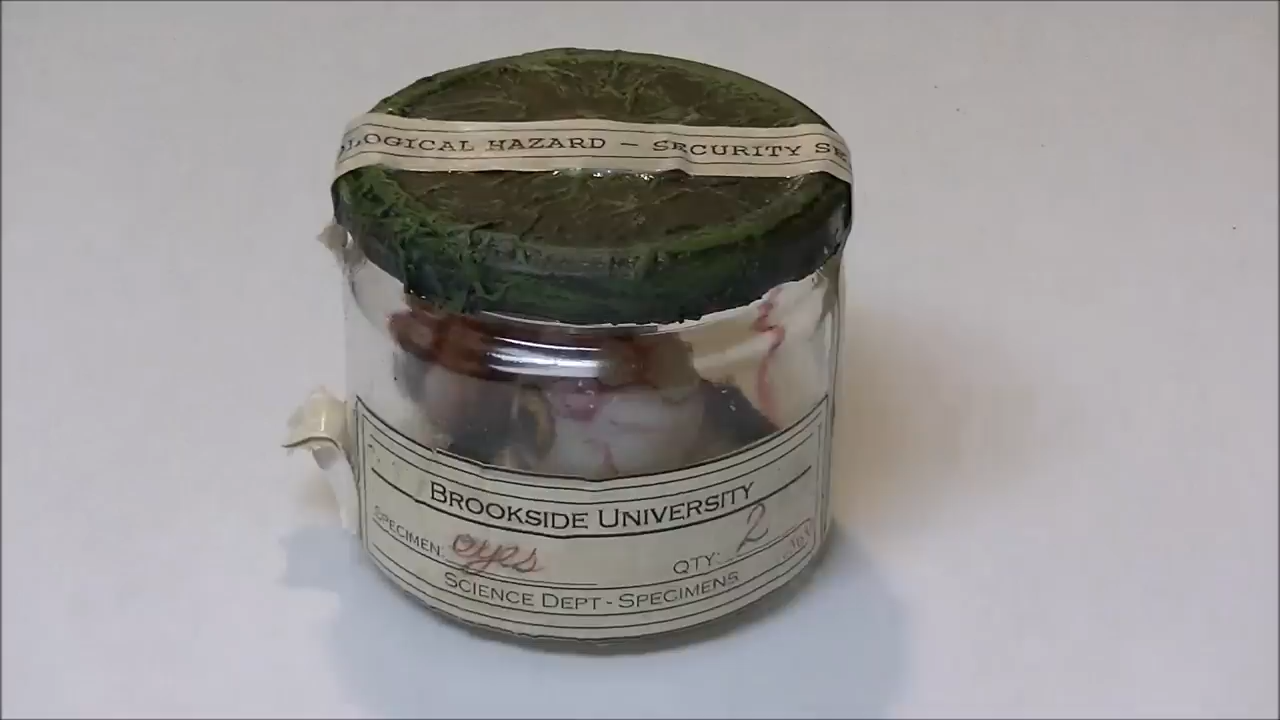 LOGICAL HAZARD – SECURITY SE
BROOKSIDE UNIVERSITY
SPECIMEN: eyes QTY: 2
SCIENCE DEPT - SPECIMENS